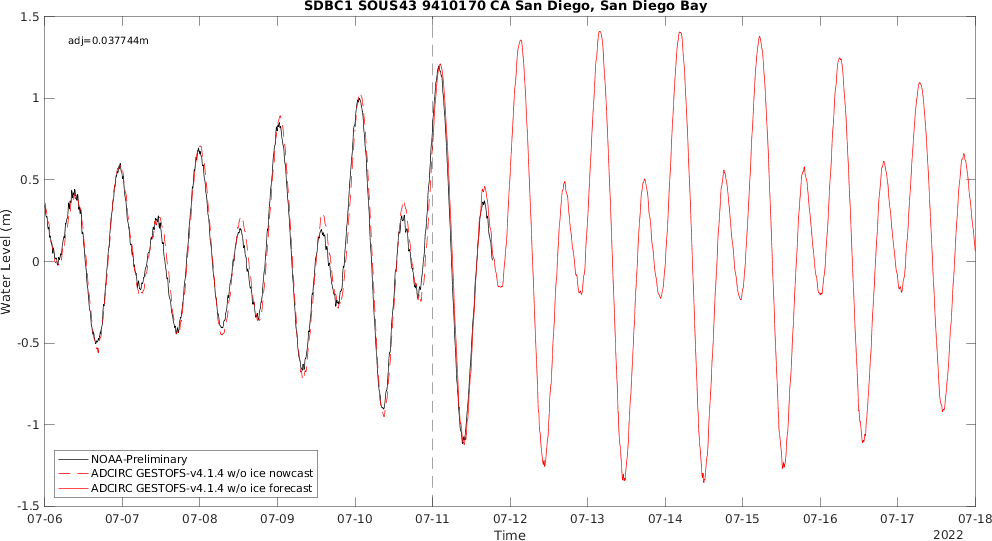 SDBC1 SOUS43 9410170 CA San Diego, San Diego Bay
adj=0.037744m
1.5
1
0.5
0
-0.5
-1
-1.5
Water Level (m)
NOAA-Preliminary
ADCIRC GESTOFS-v4.1.4 w/o ice nowcast
ADCIRC GESTOFS-v4.1.4 w/o ice forecast
07-06 07-07 07-08 07-09 07-10 07-11 07-12 07-13 07-14 07-15 07-16 07-17 07-18
Time
2022